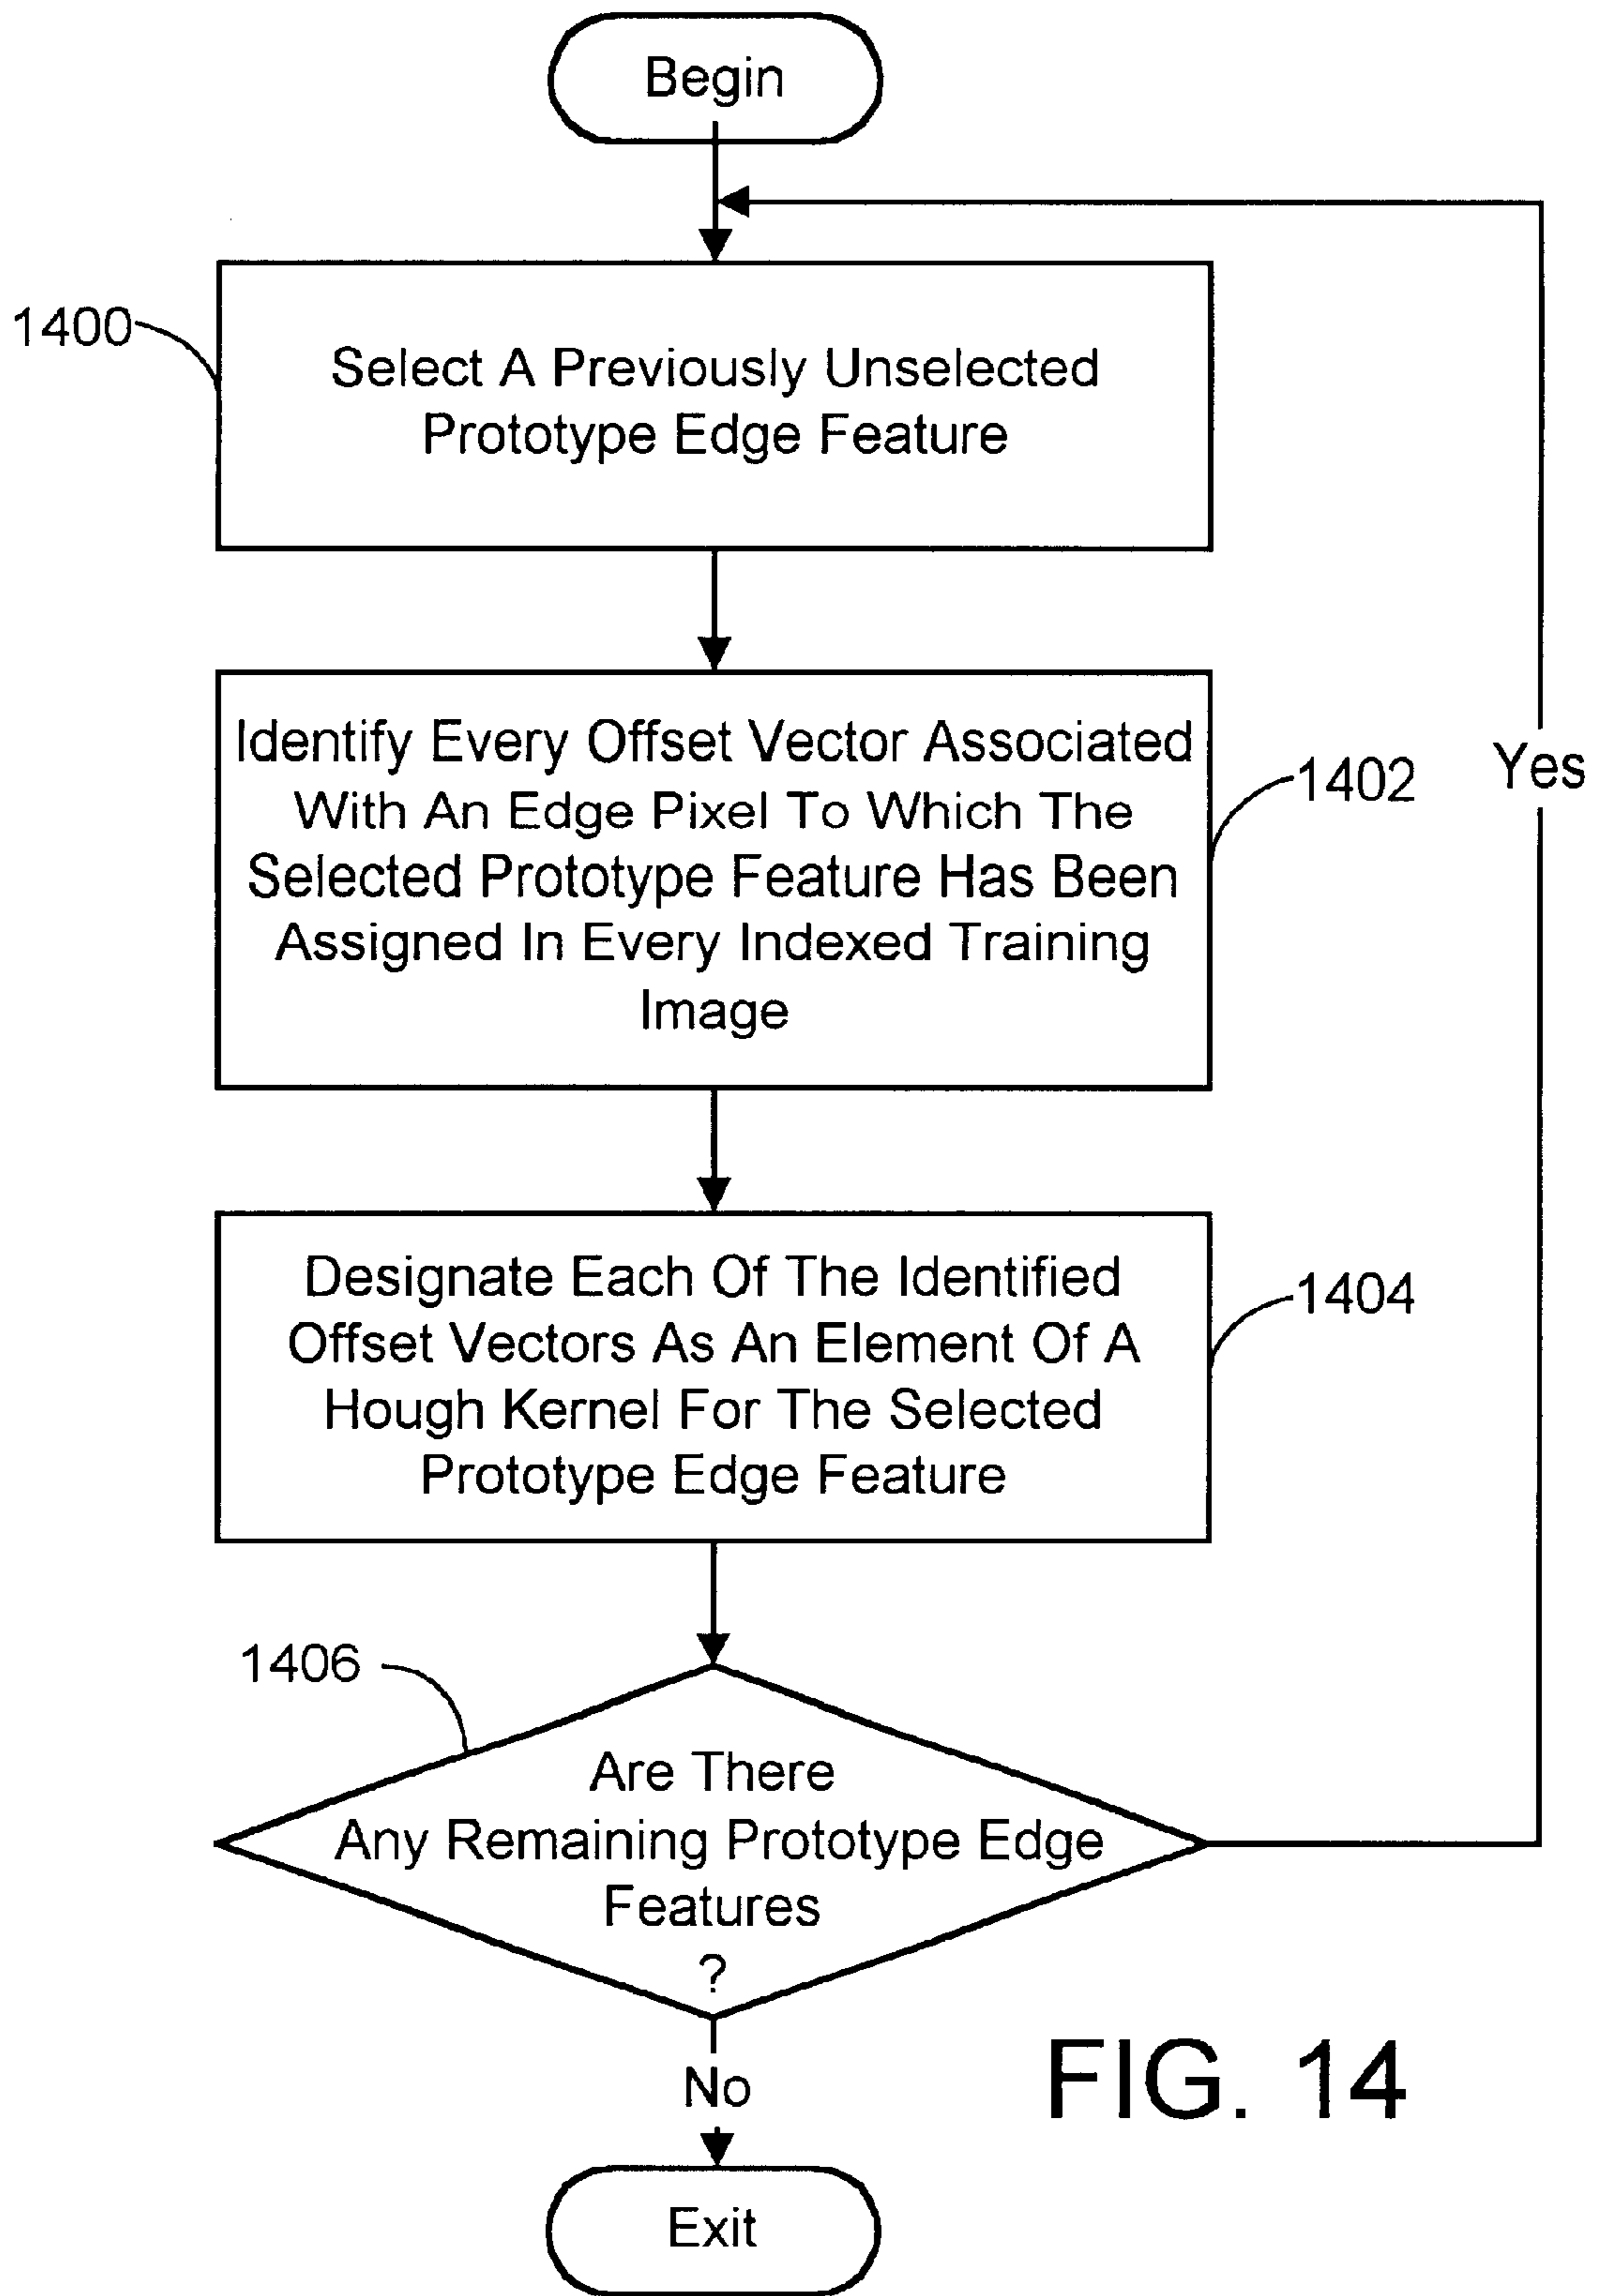 Begin
1400
Select A Previously Unselected
Prototype Edge Feature
Identify Every Offset Vector Associated
With An Edge Pixel To Which The
Selected Prototype Feature Has Been
Assigned In Every Indexed Training
Image
1402
Yes
Designate Each Of The Identified
Offset Vectors As An Element Of A
Hough Kernel For The Selected
Prototype Edge Feature
1404
1406
Are There
Any Remaining Prototype Edge
Features
?
No
FIG. 14
Exit